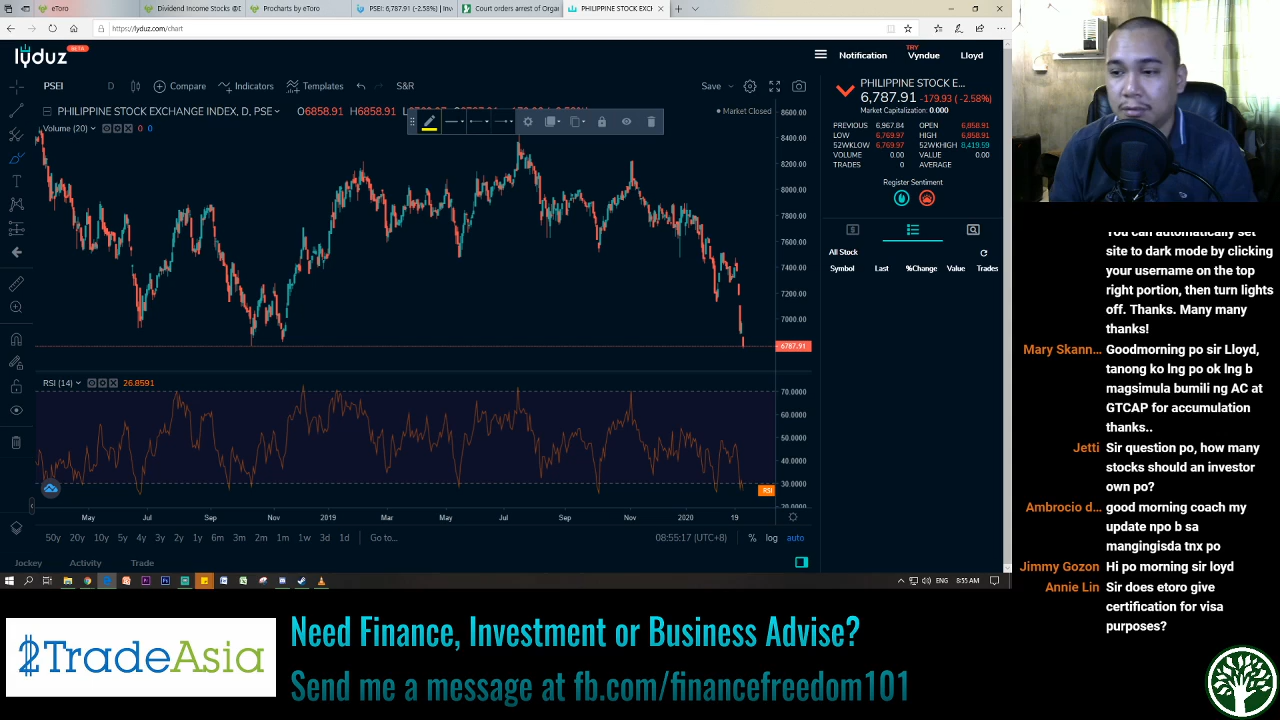 eToro
Dividend Income Stocks @D
Procharts by eToro
PSEI: 6,787.91 (-2.58%) | Inv
Court orders arrest of Organ
PHILIPPINE STOCK EXCH
https://lyduz.com/chart
lyduz BETA
Notification
TRY
Vyndue
Lloyd
PSEI
D
Compare
Indicators
Templates
S&R
Save
PHILIPPINE STOCK EXCHANGE INDEX, D, PSE
O6858.91 H6858.91
Market Closed
Volume (20) 0 0
8600.00
8400.00
8200.00
8000.00
7800.00
7600.00
7400.00
7200.00
7000.00
6787.91
RSI (14) 26.8591
70.0000
60.0000
50.0000
40.0000
30.0000
20.0000
RSI
May Jul Sep Nov 2019 Mar May Jul Sep Nov 2020 19
50y 20y 10y 5y 4y 3y 2y 1y 6m 3m 2m 1m 1w 3d 1d Go to...
08:55:17 (UTC+8) % log auto
Jockey Activity Trade
PHILIPPINE STOCK E...
6,787.91 -179.93 ( -2.58%)
Market Capitalization: 0.000
PREVIOUS 6,967.84 OPEN 6,858.91
LOW 6,769.97 HIGH 6,858.91
52WKLOW 6,769.97 52WKHIGH 8,419.59
VOLUME 0.00 VALUE 0.00
TRADES 0 AVERAGE
Register Sentiment
All Stock
Symbol Last %Change Value Trades
ENG 8:55 AM
You can automatically set
site to dark mode by clicking
your username on the top
right portion, then turn lights
off. Thanks. Many many
thanks!
Mary Skann... Goodmorning po sir Lloyd,
tanong ko lng po ok lng b
magsimula bumili ng AC at
GTCAP for accumulation
thanks..
Jetti Sir question po, how many
stocks should an investor
own po?
Ambrocio d... good morning coach my
update npo b sa
mangingisda tnx po
Jimmy Gozon Hi po morning sir loyd
Annie Lin Sir does etoro give
certification for visa
purposes?
2TradeAsia
Need Finance, Investment or Business Advise?
Send me a message at fb.com/financefreedom101